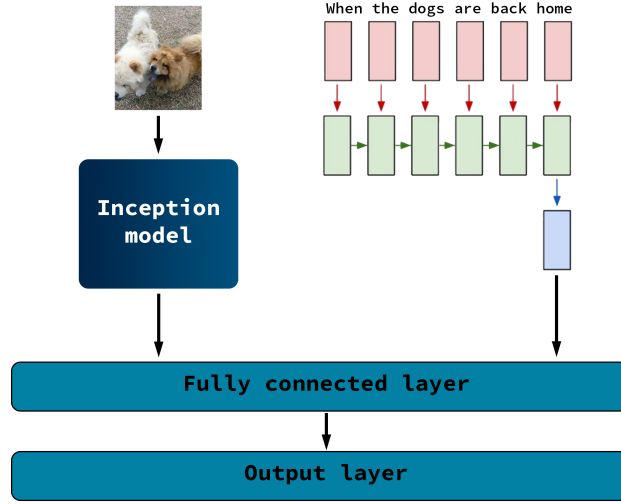 When the dogs are back home
Inception
model
Fully connected layer
Output layer